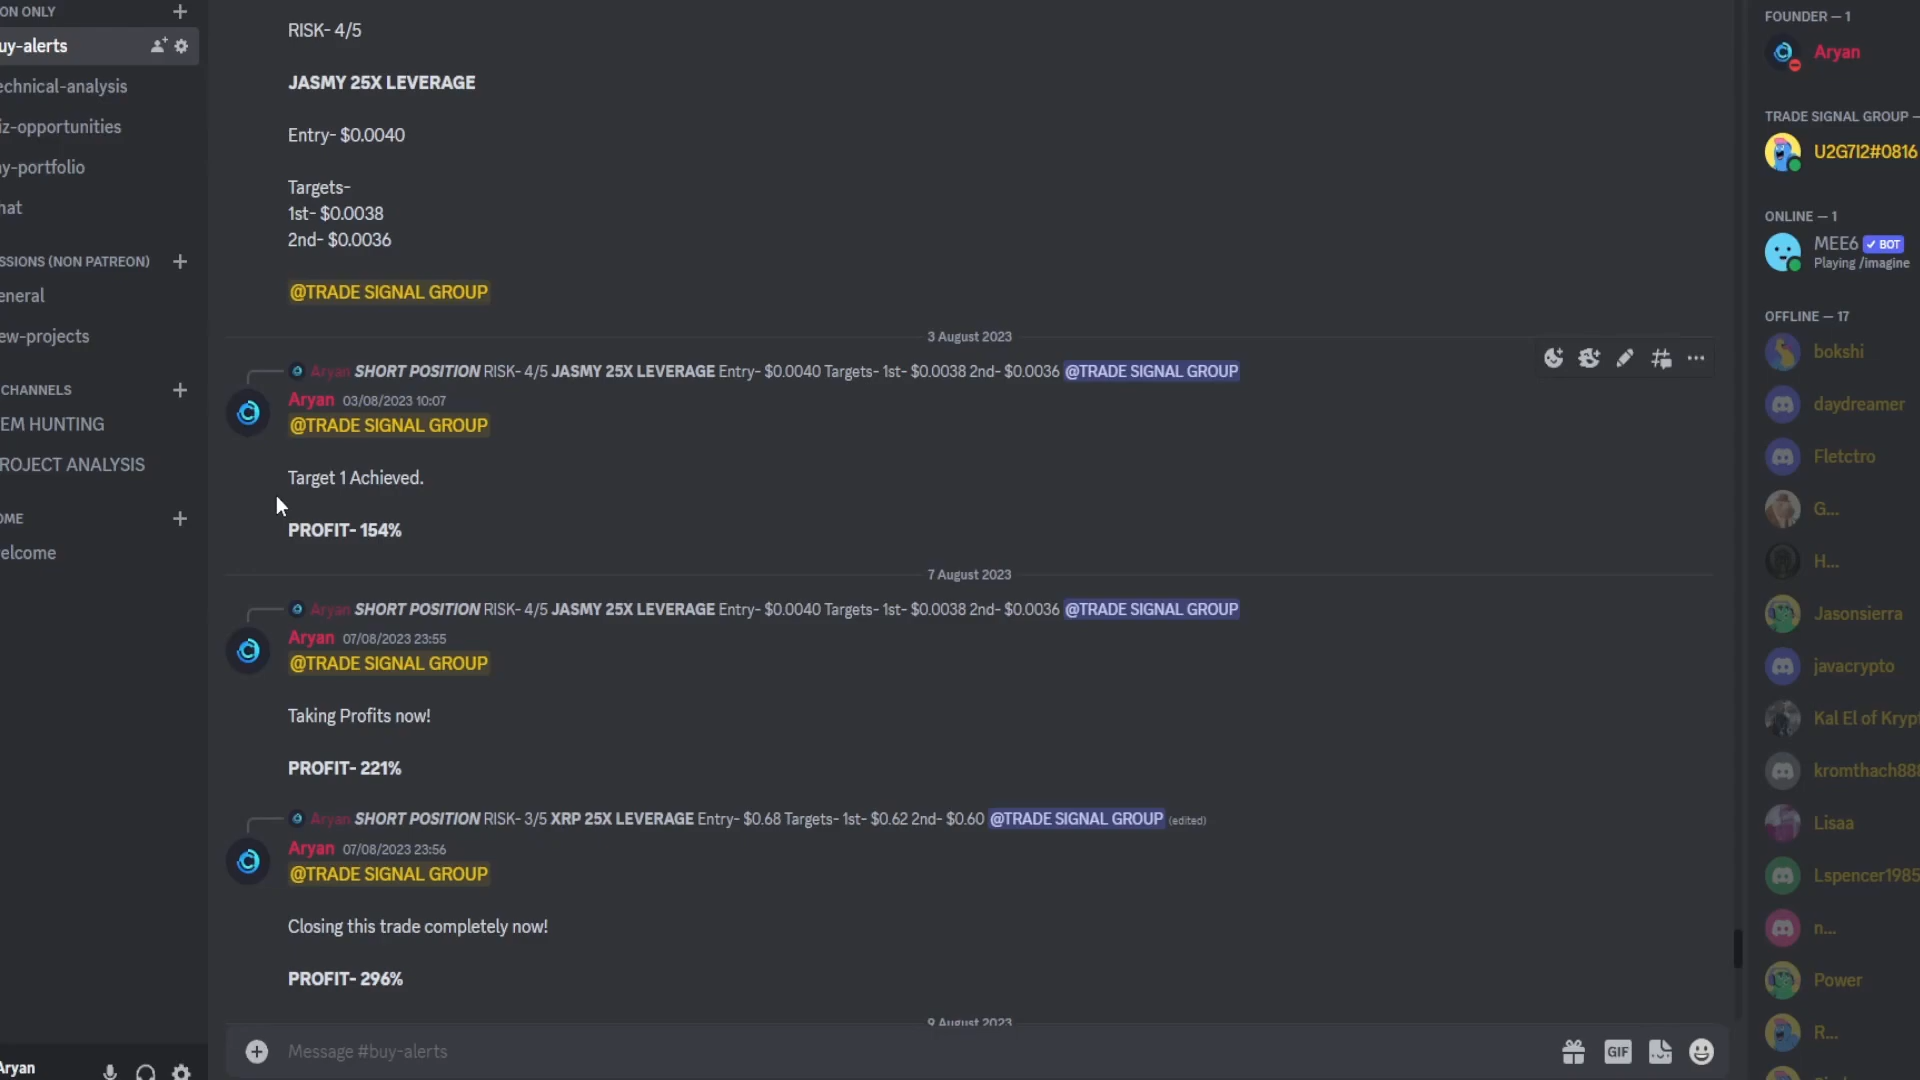 ON ONLY
uy-alerts
echnical-analysis
iz-opportunities
y-portfolio
hat
SSIONS (NON PATREON)
eneral
ew-projects
CHANNELS
EM HUNTING
ROJECT ANALYSIS
OME
elcome
Aryan
RISK- 4/5
JASMY 25X LEVERAGE
Entry- $0.0040
Targets-
1st- $0.0038
2nd- $0.0036
@TRADE SIGNAL GROUP
3 August 2023
Aryan SHORT POSITION RISK- 4/5 JASMY 25X LEVERAGE Entry- $0.0040 Targets- 1st- $0.0038 2nd- $0.0036 @TRADE SIGNAL GROUP
Aryan 03/08/2023 10:07
@TRADE SIGNAL GROUP
Target 1 Achieved.
PROFIT- 154%
7 August 2023
Aryan SHORT POSITION RISK- 4/5 JASMY 25X LEVERAGE Entry- $0.0040 Targets- 1st- $0.0038 2nd- $0.0036 @TRADE SIGNAL GROUP
Aryan 07/08/2023 23:55
@TRADE SIGNAL GROUP
Taking Profits now!
PROFIT- 221%
Aryan SHORT POSITION RISK- 3/5 XRP 25X LEVERAGE Entry- $0.68 Targets- 1st- $0.62 2nd- $0.60 @TRADE SIGNAL GROUP (edited)
Aryan 07/08/2023 23:56
@TRADE SIGNAL GROUP
Closing this trade completely now!
PROFIT- 296%
9 August 2023
Message #buy-alerts
GIF
FOUNDER — 1
Aryan
TRADE SIGNAL GROUP —
U2G7I2#0816
ONLINE — 1
MEE6 ✓ BOT
Playing /imagine
OFFLINE — 17
bokshi
daydreamer
Fletctro
G...
H...
Jasonsierra
javacrypto
Kal El of Kryp
kromthach888
Lisaa
Lspencer1985
n...
Power
R...